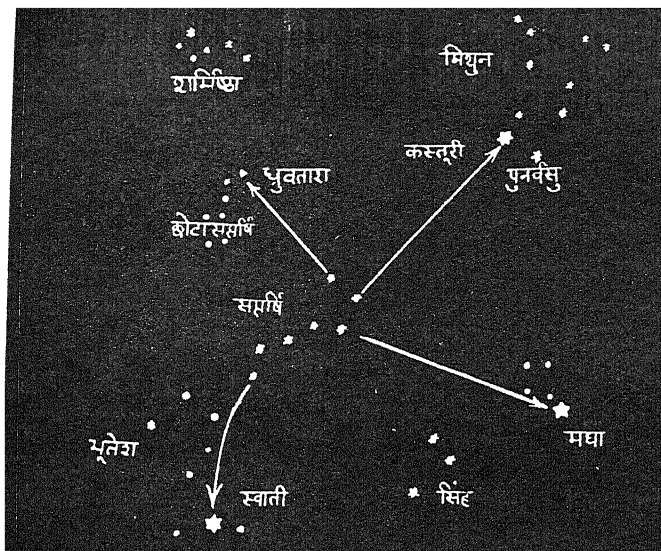 शर्मिष्ठा
मिथुन
कस्तूरी
पुनर्वसु
ध्रुवतारा
छोटा सप्तर्षि
सप्तर्षि
मघा
भूतेश
स्वाती
सिंह